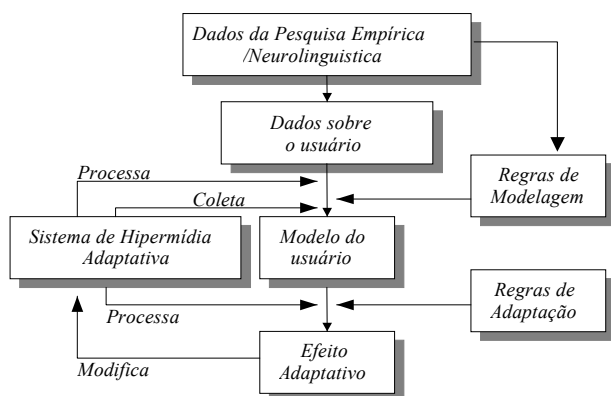 Dados da Pesquisa Empírica
/Neurolinguistica
Dados sobre
o usuário
Processa
Coleta
Regras de
Modelagem
Sistema de Hipermídia
Adaptativa
Modelo do
usuário
Processa
Regras de
Adaptação
Modifica
Efeito
Adaptativo